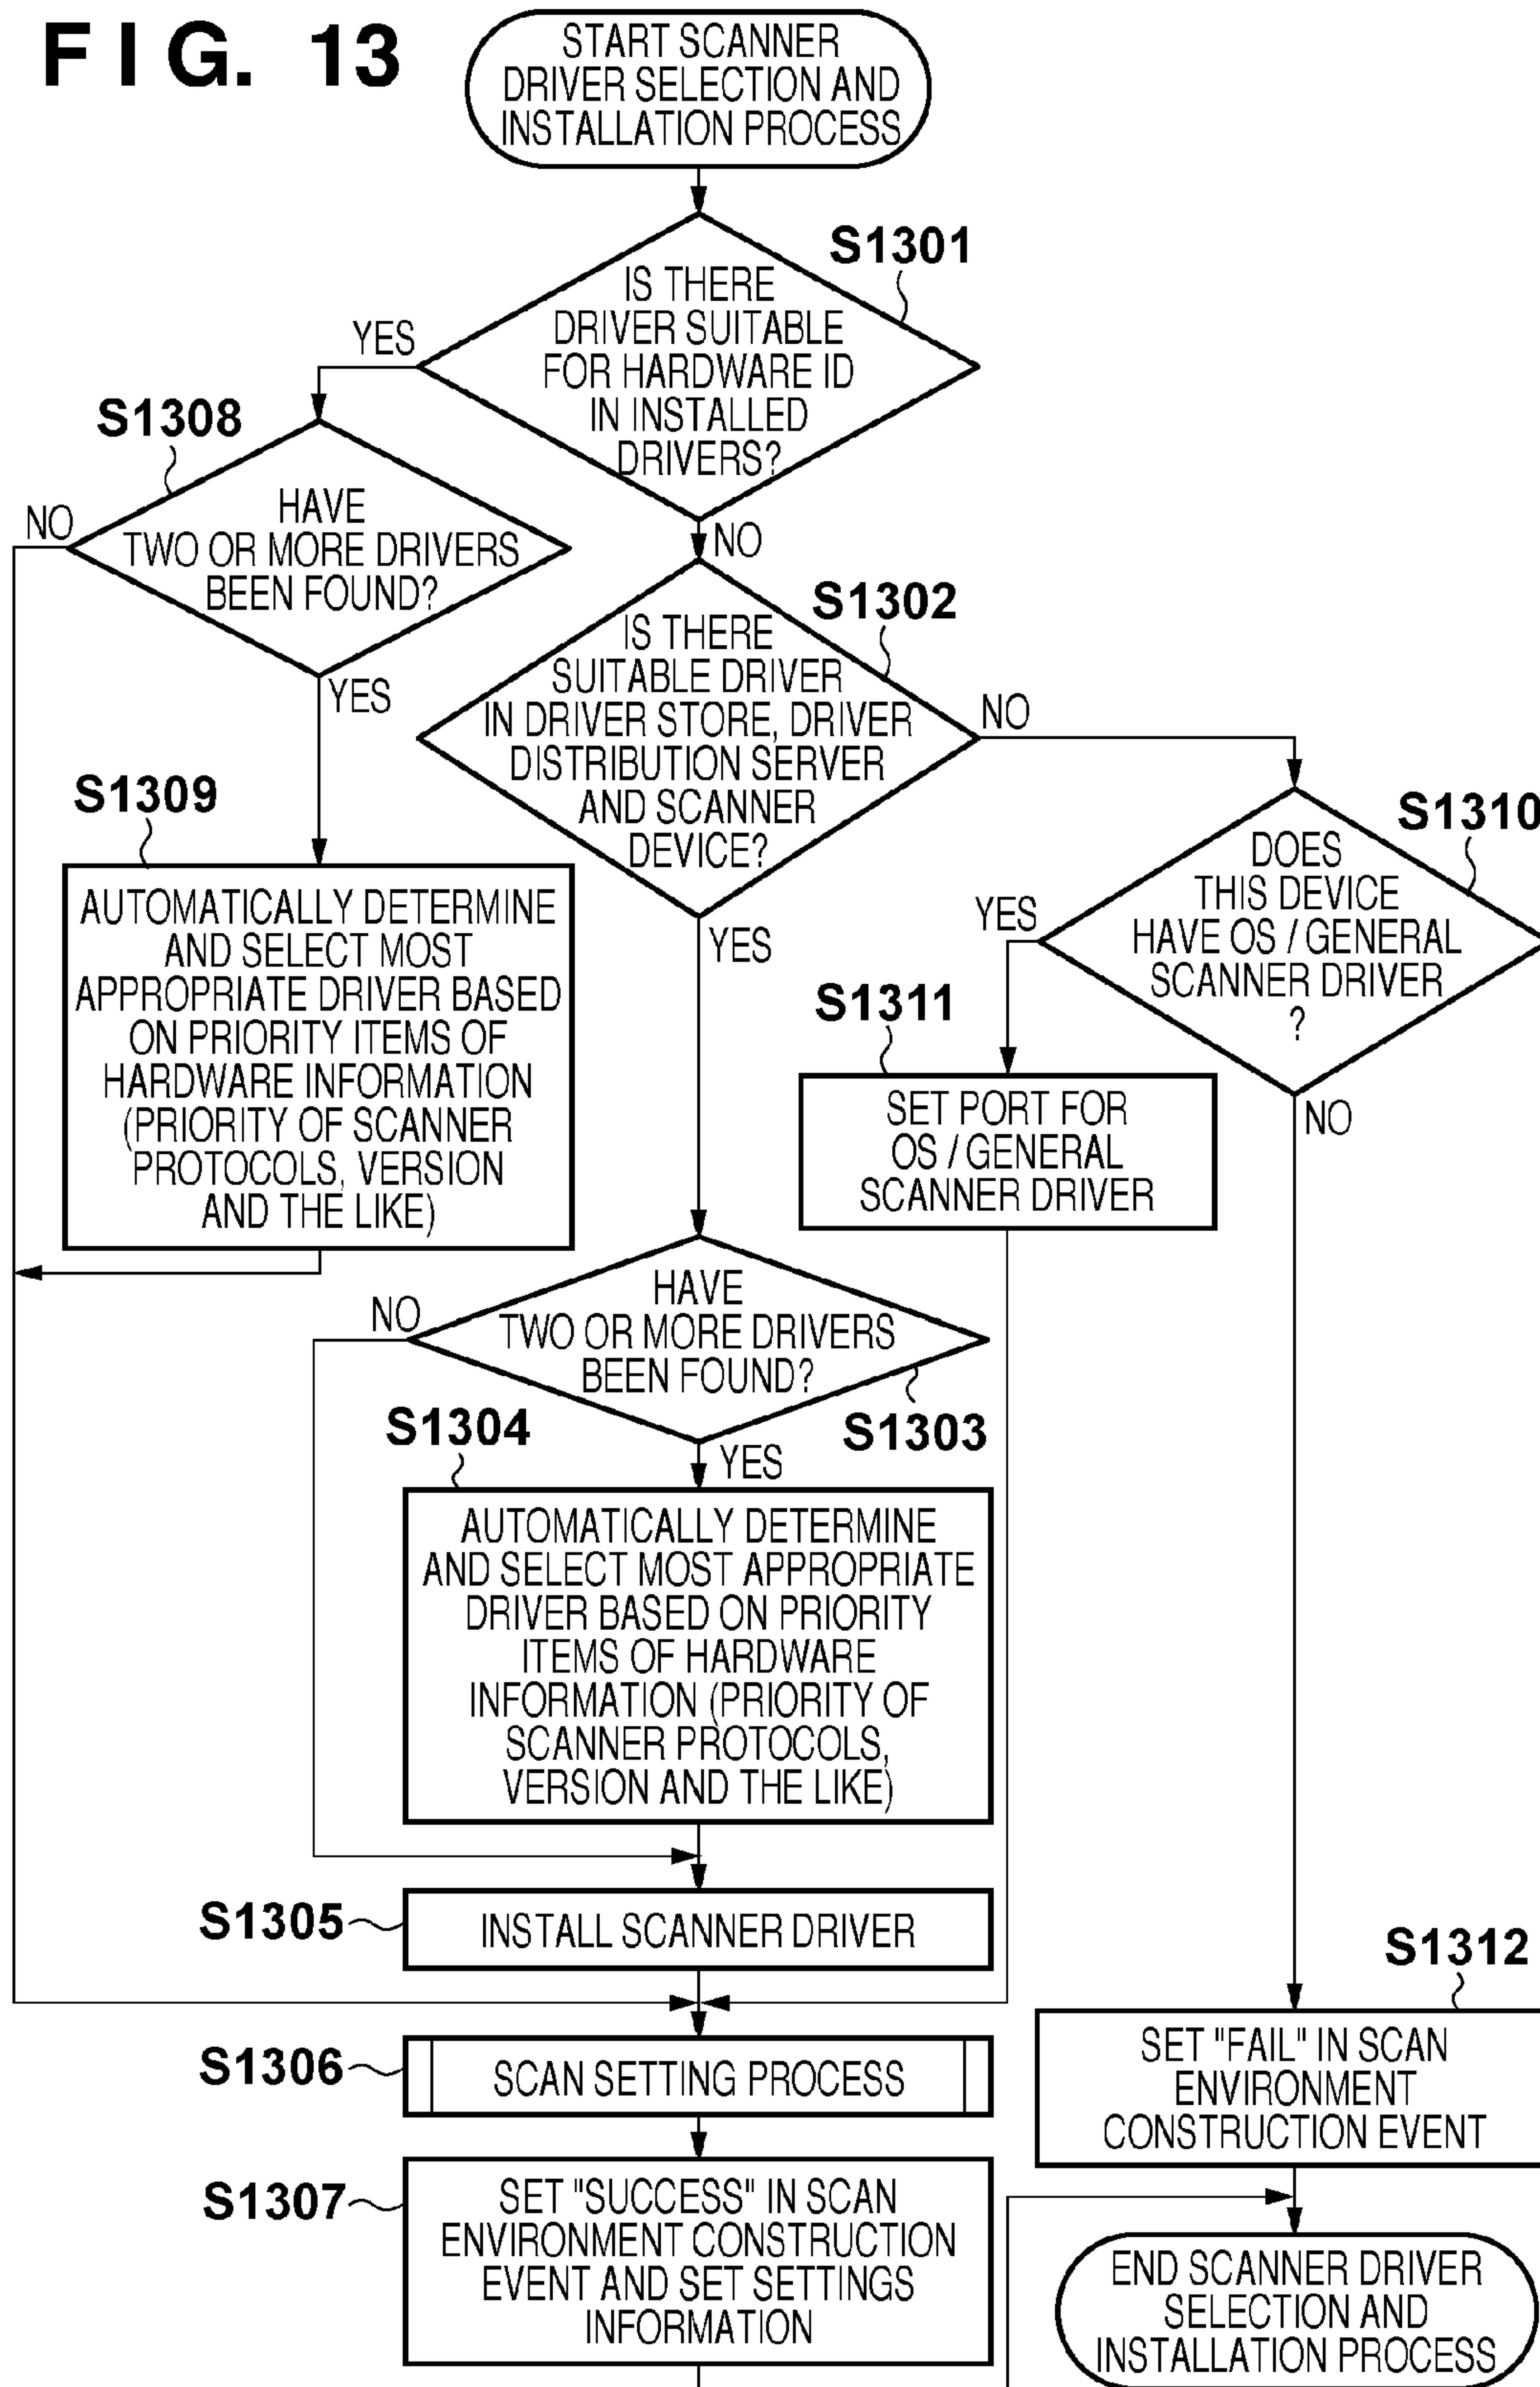 FIG. 13
START SCANNER
DRIVER SELECTION AND
INSTALLATION PROCESS
S1301
IS THERE
DRIVER SUITABLE
FOR HARDWARE ID
IN INSTALLED
DRIVERS?
YES
NO
S1308
HAVE
TWO OR MORE DRIVERS
BEEN FOUND?
NO
YES
S1302
IS THERE
SUITABLE DRIVER
IN DRIVER STORE, DRIVER
DISTRIBUTION SERVER
AND SCANNER
DEVICE?
NO
YES
S1309
AUTOMATICALLY DETERMINE
AND SELECT MOST
APPROPRIATE DRIVER BASED
ON PRIORITY ITEMS OF
HARDWARE INFORMATION
(PRIORITY OF SCANNER
PROTOCOLS, VERSION
AND THE LIKE)
S1310
DOES
THIS DEVICE
HAVE OS / GENERAL
SCANNER DRIVER
?
YES
NO
S1311
SET PORT FOR
OS / GENERAL
SCANNER DRIVER
HAVE
TWO OR MORE DRIVERS
BEEN FOUND?
NO
S1303
YES
S1304
AUTOMATICALLY DETERMINE
AND SELECT MOST APPROPRIATE
DRIVER BASED ON PRIORITY
ITEMS OF HARDWARE
INFORMATION (PRIORITY OF
SCANNER PROTOCOLS,
VERSION AND THE LIKE)
S1305
INSTALL SCANNER DRIVER
S1306
SCAN SETTING PROCESS
S1307
SET "SUCCESS" IN SCAN
ENVIRONMENT CONSTRUCTION
EVENT AND SET SETTINGS
INFORMATION
S1312
SET "FAIL" IN SCAN
ENVIRONMENT
CONSTRUCTION EVENT
END SCANNER DRIVER
SELECTION AND
INSTALLATION PROCESS